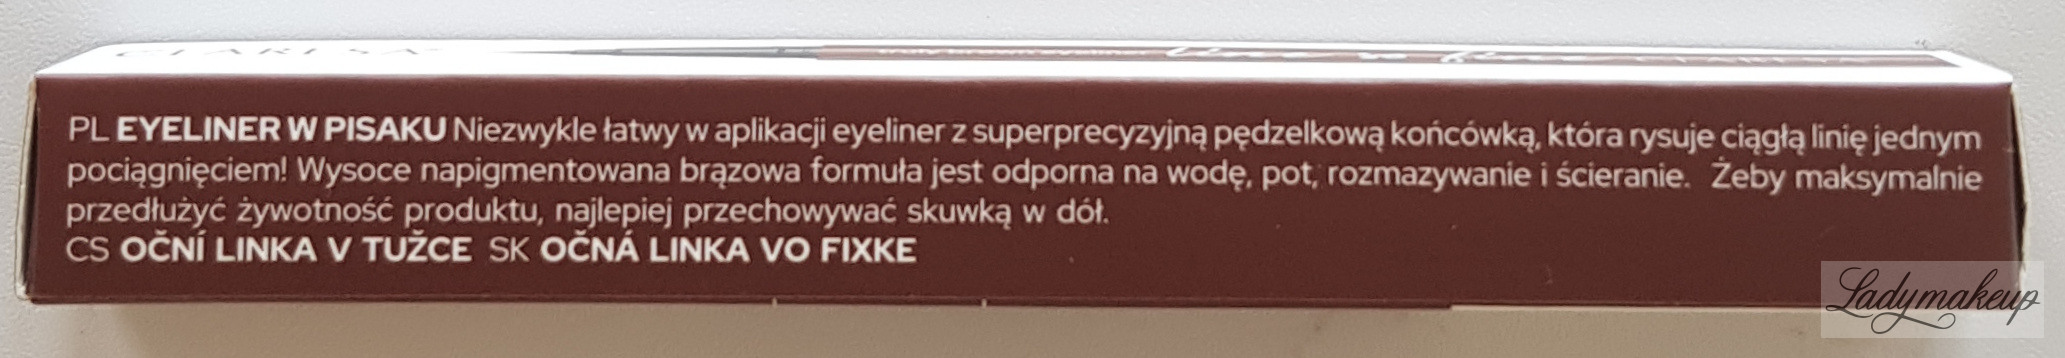 CLARESA
PL EYELINER W PISAKU Niezwykle łatwy w aplikacji eyeliner z superprecyzyjną pędzelkową końcówką, która rysuje ciągłą linię jednym
pociągnięciem! Wysoce napigmentowana brązowa formuła jest odporna na wodę, pot, rozmazywanie i ścieranie. Żeby maksymalnie
przedłużyć żywotność produktu, najlepiej przechowywać skuwką w dół.
CS OČNÍ LINKA V TUŽCE SK OČNÁ LINKA VO FIXKE
Ladymakeup